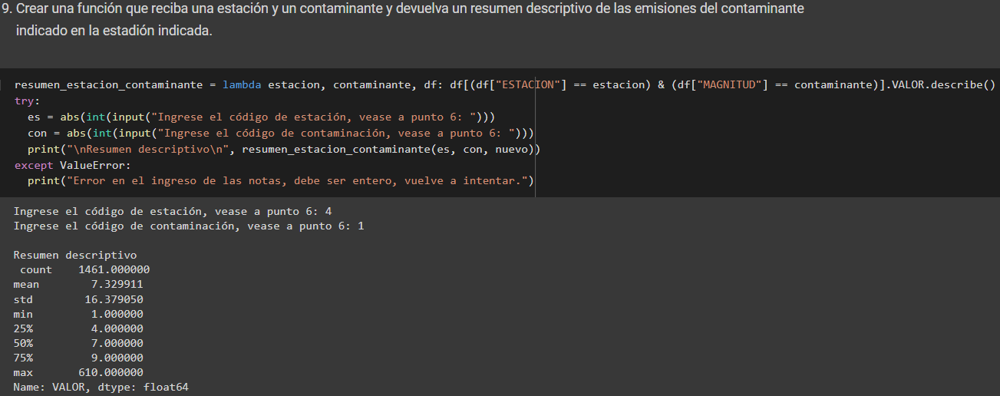 9. Crear una función que reciba una estación y un contaminante y devuelva un resumen descriptivo de las emisiones del contaminante
indicado en la estadión indicada.
resumen_estacion_contaminante = lambda estacion, contaminante, df: df[(df["ESTACION"] == estacion) & (df["MAGNITUD"] == contaminante)].VALOR.describe()
try:
  es = abs(int(input("Ingrese el código de estación, vease a punto 6: ")))
  con = abs(int(input("Ingrese el código de contaminación, vease a punto 6: ")))
  print("\nResumen descriptivo\n", resumen_estacion_contaminante(es, con, nuevo))
except ValueError:
  print("Error en el ingreso de las notas, debe ser entero, vuelve a intentar.")
Ingrese el código de estación, vease a punto 6: 4
Ingrese el código de contaminación, vease a punto 6: 1
Resumen descriptivo
 count    1461.000000
mean        7.329911
std        16.379050
min         1.000000
25%         4.000000
50%         7.000000
75%         9.000000
max       610.000000
Name: VALOR, dtype: float64